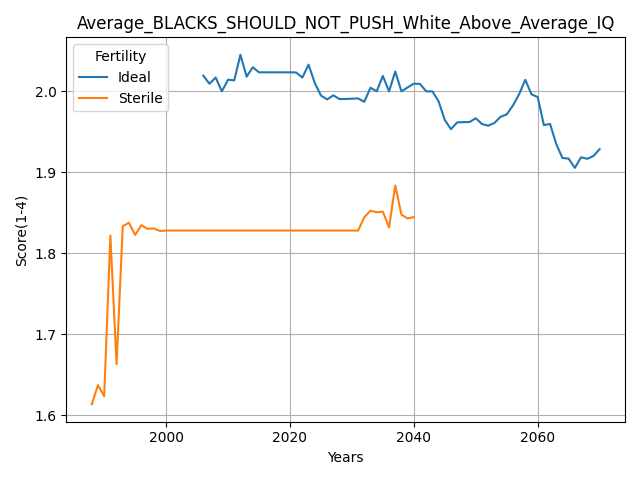 Average_BLACKS_SHOULD_NOT_PUSH_White_Above_Average_IQ
Fertility
Ideal
Sterile
Score(1-4)
2.0
1.9
1.8
1.7
1.6
2000
2020
2040
2060
Years